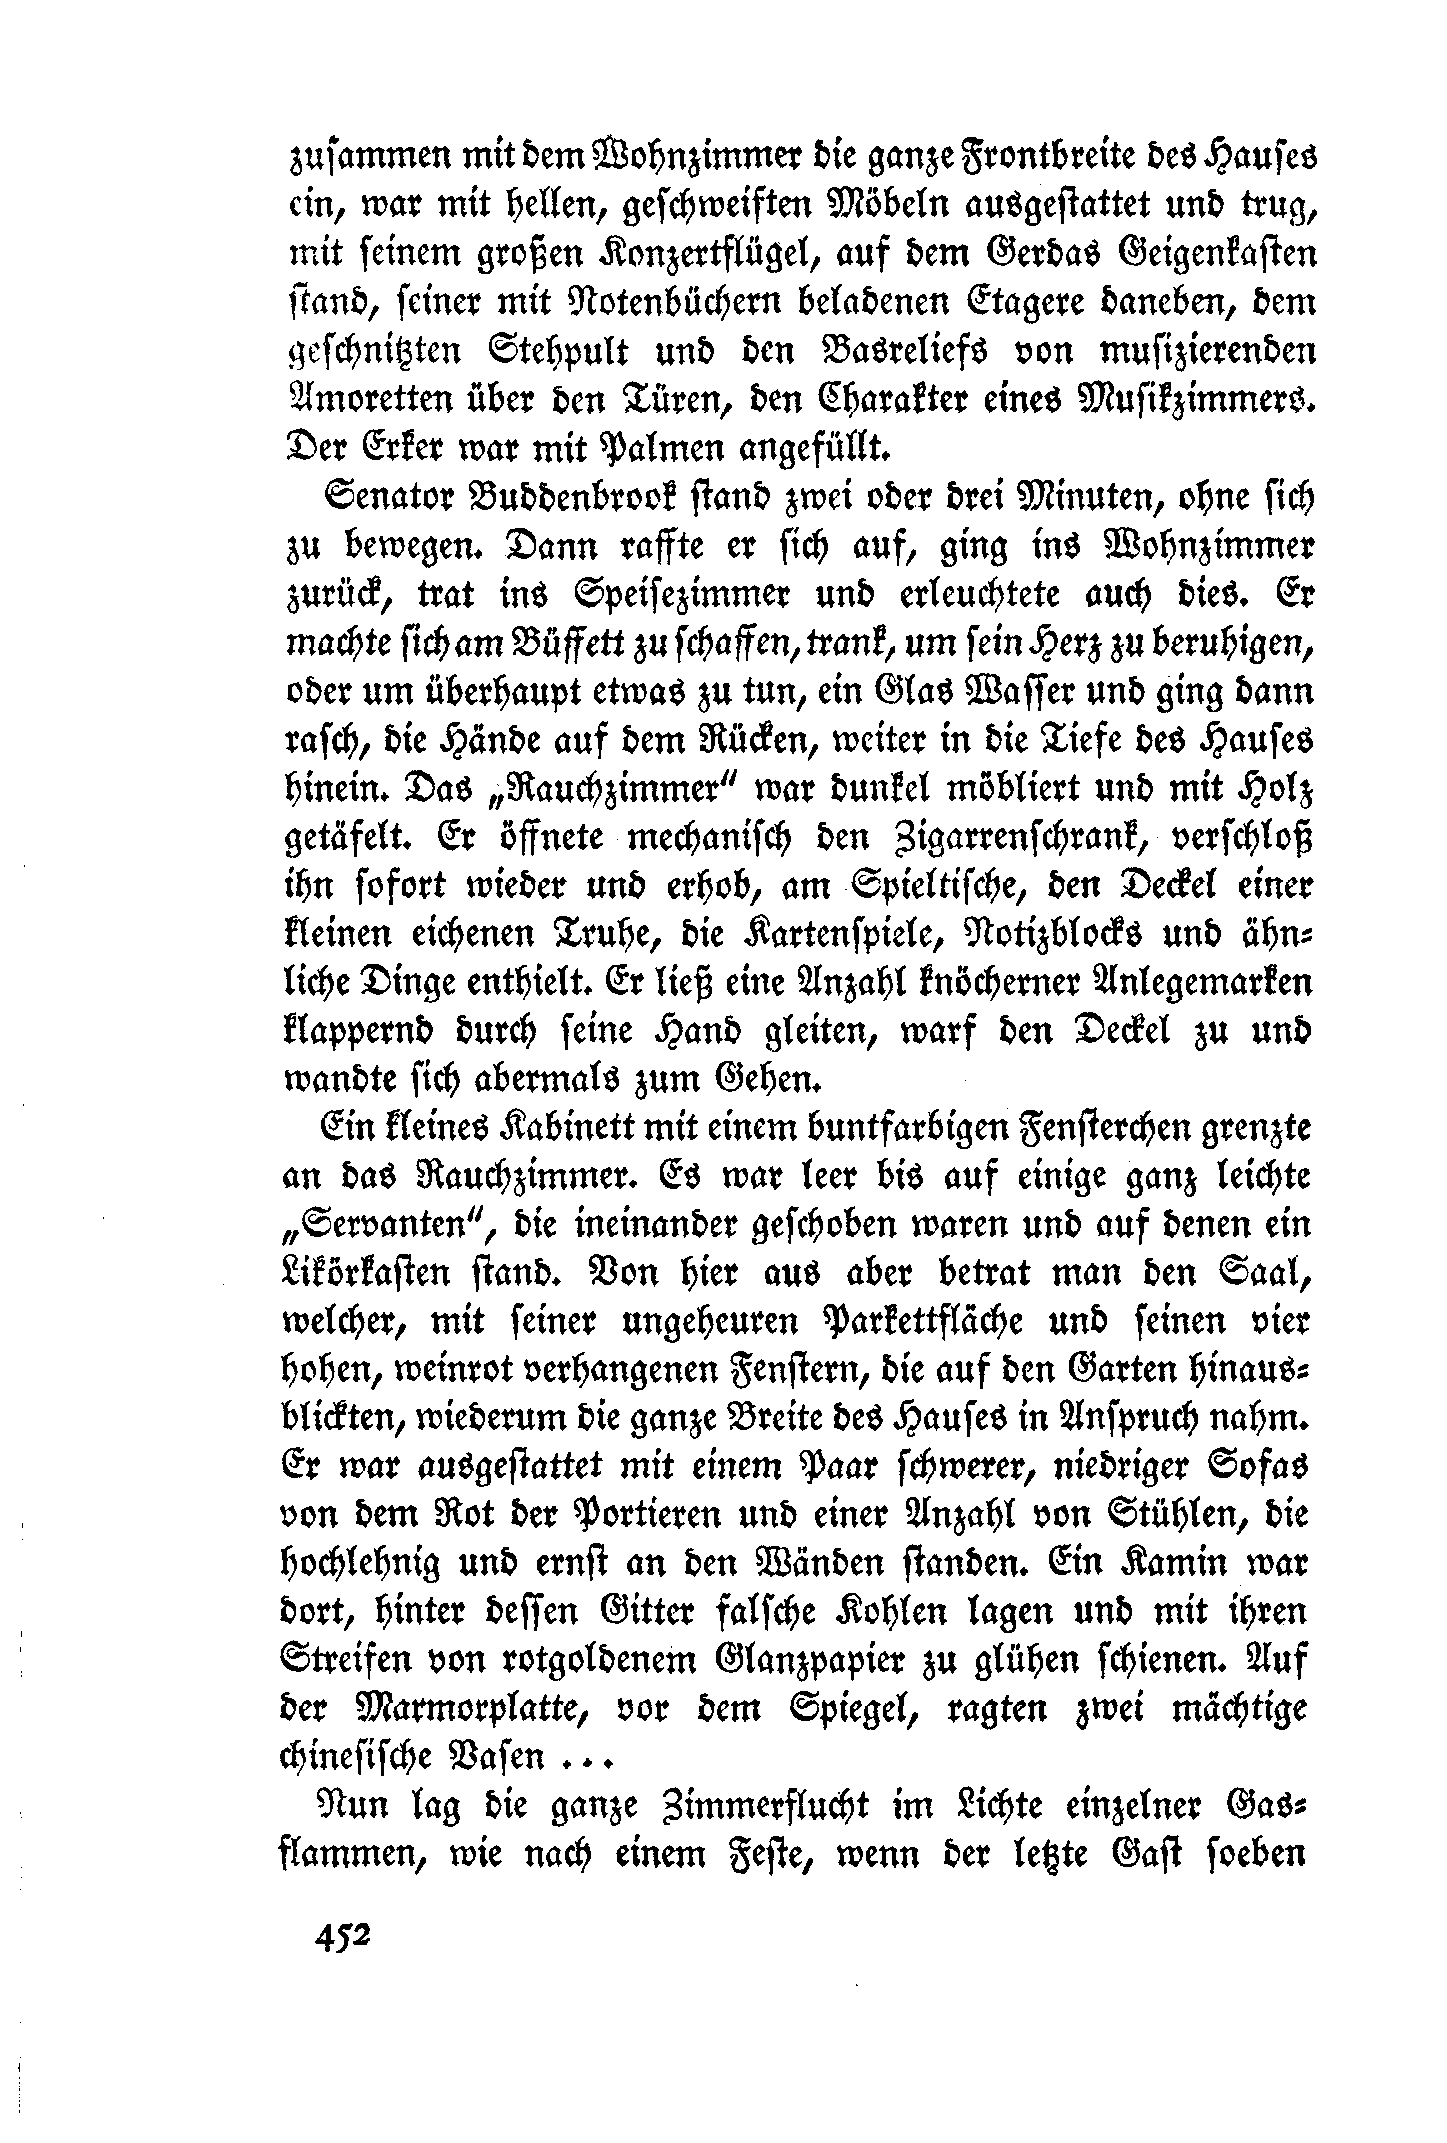 zusammen mit dem Wohnzimmer die ganze Frontbreite des Hauses
ein, war mit hellen, geschweiften Möbeln ausgestattet und trug,
mit seinem großen Konzertflügel, auf dem Gerdas Geigenkasten
stand, seiner mit Notenbüchern beladenen Etagere daneben, dem
geschnitzten Stehpult und den Basreliefs von musizierenden
Amoretten über den Türen, den Charakter eines Musikzimmers.
Der Erker war mit Palmen angefüllt.
Senator Buddenbrook stand zwei oder drei Minuten, ohne sich
zu bewegen. Dann raffte er sich auf, ging ins Wohnzimmer
zurück, trat ins Speisezimmer und erleuchtete auch dies. Er
machte sich am Büffett zu schaffen, trank, um sein Herz zu beruhigen,
oder um überhaupt etwas zu tun, ein Glas Wasser und ging dann
rasch, die Hände auf dem Rücken, weiter in die Tiefe des Hauses
hinein. Das „Rauchzimmer“ war dunkel möbliert und mit Holz
getäfelt. Er öffnete mechanisch den Zigarrenschrank, verschloß
ihn sofort wieder und erhob, am Spieltische, den Deckel einer
kleinen eichenen Truhe, die Kartenspiele, Notizblocks und ähn-
liche Dinge enthielt. Er ließ eine Anzahl knöcherner Anlegemarken
klappernd durch seine Hand gleiten, warf den Deckel zu und
wandte sich abermals zum Gehen.
Ein kleines Kabinett mit einem buntfarbigen Fensterchen grenzte
an das Rauchzimmer. Es war leer bis auf einige ganz leichte
„Servanten“, die ineinander geschoben waren und auf denen ein
Likörkasten stand. Von hier aus aber betrat man den Saal,
welcher, mit seiner ungeheuren Parkettfläche und seinen vier
hohen, weinrot verhangenen Fenstern, die auf den Garten hinaus-
blickten, wiederum die ganze Breite des Hauses in Anspruch nahm.
Er war ausgestattet mit einem Paar schwerer, niedriger Sofas
von dem Rot der Portieren und einer Anzahl von Stühlen, die
hochlehnig und ernst an den Wänden standen. Ein Kamin war
dort, hinter dessen Gitter falsche Kohlen lagen und mit ihren
Streifen von rotgoldenem Glanzpapier zu glühen schienen. Auf
der Marmorplatte, vor dem Spiegel, ragten zwei mächtige
chinesische Vasen ...
Nun lag die ganze Zimmerflucht im Lichte einzelner Gas-
flammen, wie nach einem Feste, wenn der letzte Gast soeben
452